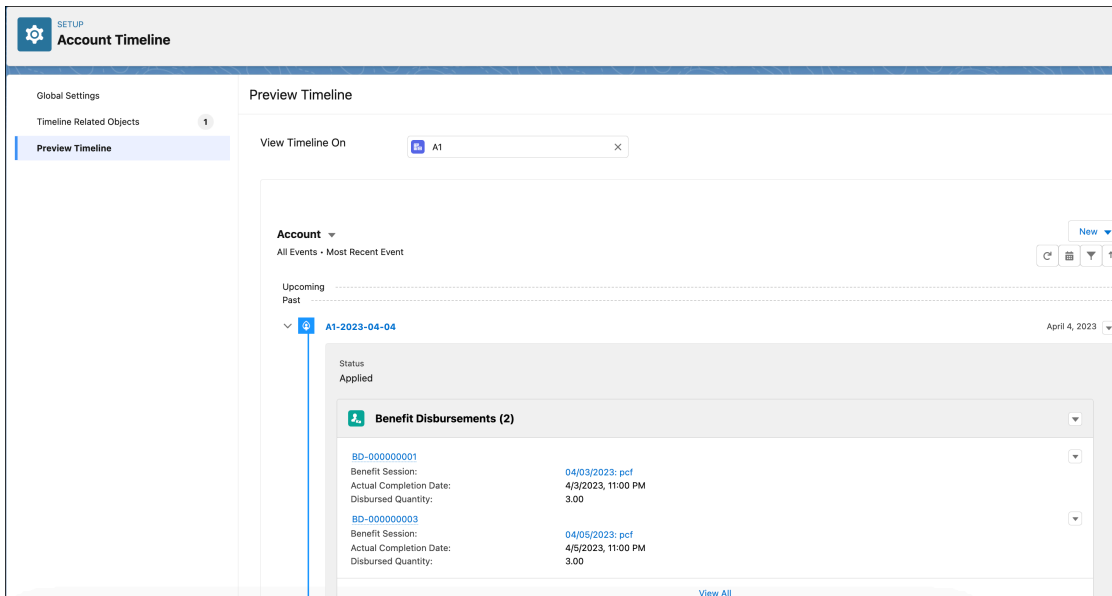 SETUP
Account Timeline
Global Settings
Timeline Related Objects 1
Preview Timeline
Preview Timeline
View Timeline On A1
Account
New
All Events • Most Recent Event
Upcoming
Past
A1-2023-04-04 April 4, 2023
Status
Applied
Benefit Disbursements (2)
BD-000000001
Benefit Session: 04/03/2023: pcf
Actual Completion Date: 4/3/2023, 11:00 PM
Disbursed Quantity: 3.00
BD-000000003
Benefit Session: 04/05/2023: pcf
Actual Completion Date: 4/5/2023, 11:00 PM
Disbursed Quantity: 3.00
View All